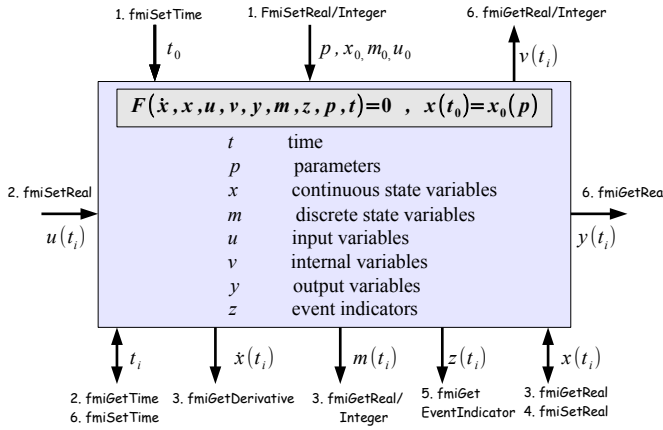 1. fmiSetTime
1. FmiSetReal/Integer
6. fmiGetReal/Integer
t₀
p , x₀, m₀, u₀
v(tᵢ)
F(ẋ , x , u , v , y , m , z , p , t)=0 , x(t₀)=x₀(p)
t time
p parameters
x continuous state variables
m discrete state variables
u input variables
v internal variables
y output variables
z event indicators
2. fmiSetReal
u(tᵢ)
6. fmiGetRea
y(tᵢ)
tᵢ
ẋ(tᵢ)
m(tᵢ)
z(tᵢ)
x(tᵢ)
2. fmiGetTime
6. fmiSetTime
3. fmiGetDerivative
3. fmiGetReal/
Integer
5. fmiGet
EventIndicator
3. fmiGetReal
4. fmiSetReal